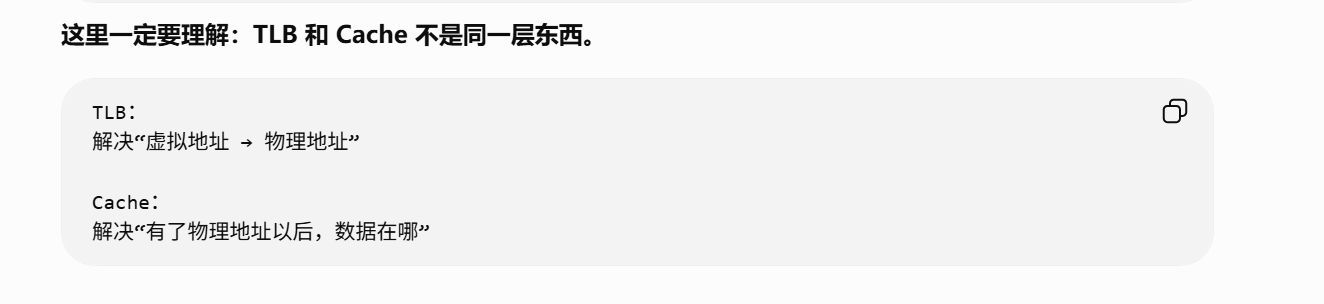 这里一定要理解：TLB 和 Cache 不是同一层东西。
TLB：
解决“虚拟地址 → 物理地址”
Cache：
解决“有了物理地址以后，数据在哪”